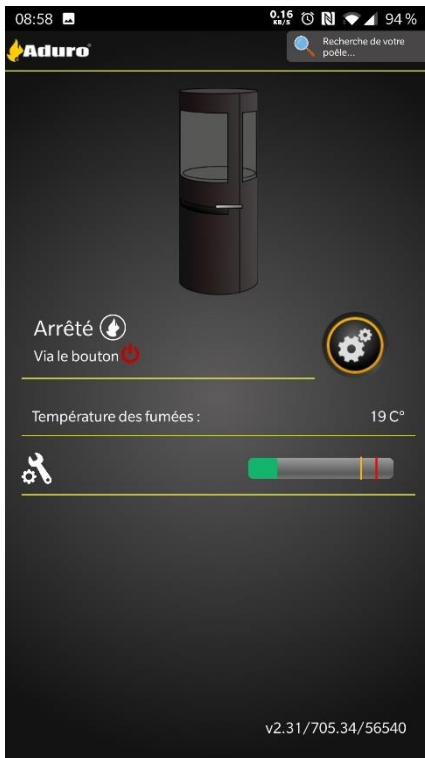 08:58 0.16 KB/S 94 %
Aduro
Recherche de votre
poêle...
Arrêté
Via le bouton
Température des fumées : 19 C°
v2.31/705.34/56540